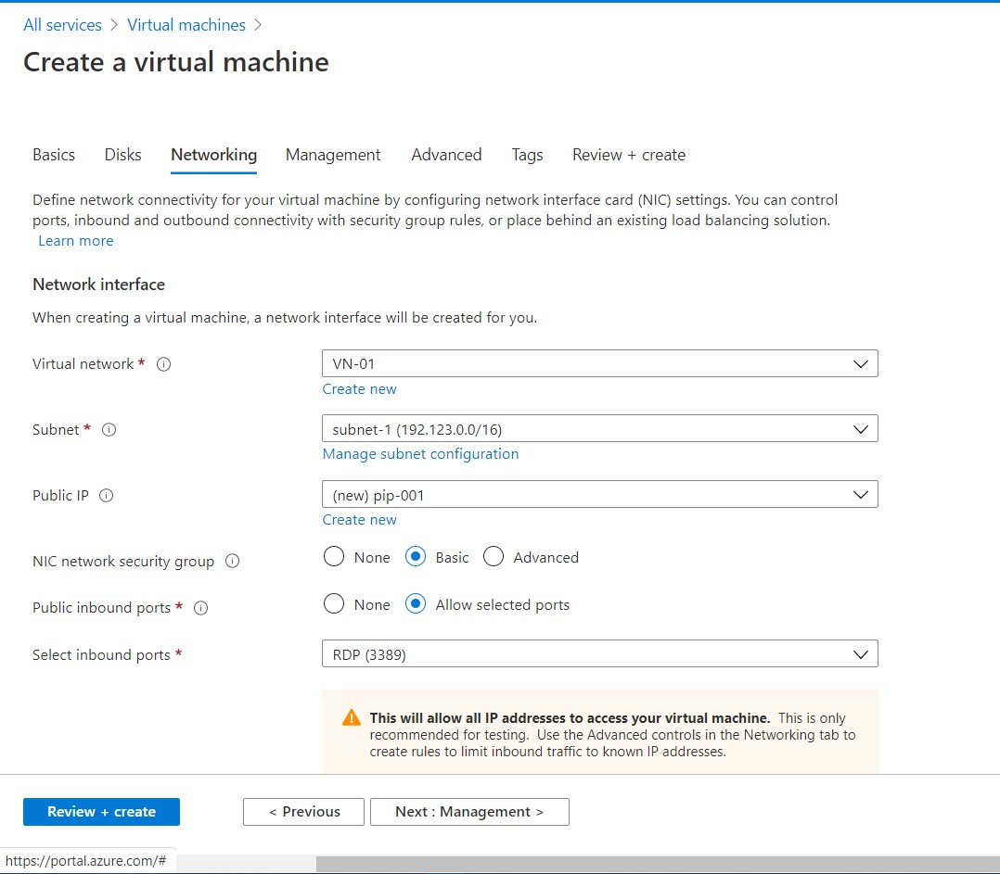 All services > Virtual machines >
Create a virtual machine
Basics Disks Networking Management Advanced Tags Review + create
Define network connectivity for your virtual machine by configuring network interface card (NIC) settings. You can control
ports, inbound and outbound connectivity with security group rules, or place behind an existing load balancing solution.
Learn more
Network interface
When creating a virtual machine, a network interface will be created for you.
Virtual network * VN-01
Create new
Subnet * subnet-1 (192.123.0.0/16)
Manage subnet configuration
Public IP (new) pip-001
Create new
NIC network security group None Basic Advanced
Public inbound ports * None Allow selected ports
Select inbound ports * RDP (3389)
This will allow all IP addresses to access your virtual machine. This is only
recommended for testing. Use the Advanced controls in the Networking tab to
create rules to limit inbound traffic to known IP addresses.
Review + create < Previous Next : Management >
https://portal.azure.com/#